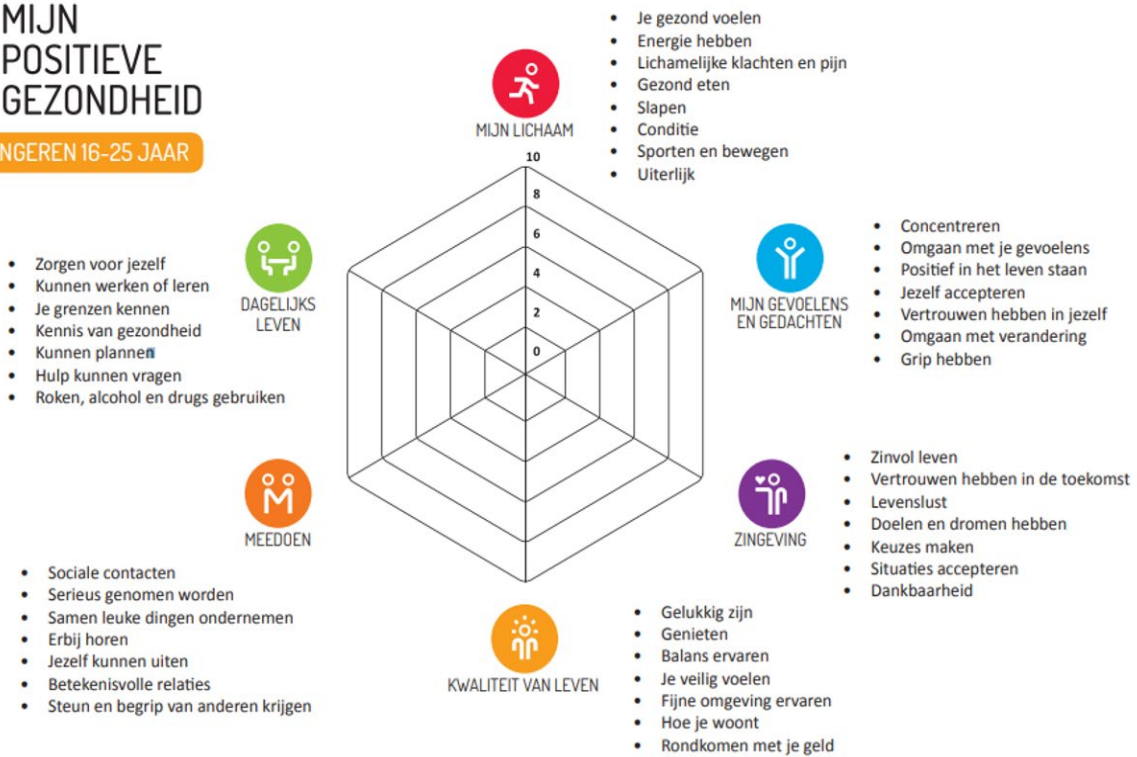 MIJN
POSITIEVE
GEZONDHEID
NGEREN 16-25 JAAR
MIJN LICHAAM
• Je gezond voelen
• Energie hebben
• Lichamelijke klachten en pijn
• Gezond eten
• Slapen
• Conditie
• Sporten en bewegen
• Uiterlijk
10
8
6
4
2
0
MIJN GEVOELENS
EN GEDACHTEN
• Concentreren
• Omgaan met je gevoelens
• Positief in het leven staan
• Jezelf accepteren
• Vertrouwen hebben in jezelf
• Omgaan met verandering
• Grip hebben
ZINGEVING
• Zinvol leven
• Vertrouwen hebben in de toekomst
• Levenslust
• Doelen en dromen hebben
• Keuzes maken
• Situaties accepteren
• Dankbaarheid
KWALITEIT VAN LEVEN
• Gelukkig zijn
• Genieten
• Balans ervaren
• Je veilig voelen
• Fijne omgeving ervaren
• Hoe je woont
• Rondkomen met je geld
MEEDOEN
• Sociale contacten
• Serieus genomen worden
• Samen leuke dingen ondernemen
• Erbij horen
• Jezelf kunnen uiten
• Betekenisvolle relaties
• Steun en begrip van anderen krijgen
DAGELIJKS
LEVEN
• Zorgen voor jezelf
• Kunnen werken of leren
• Je grenzen kennen
• Kennis van gezondheid
• Kunnen plannen
• Hulp kunnen vragen
• Roken, alcohol en drugs gebruiken